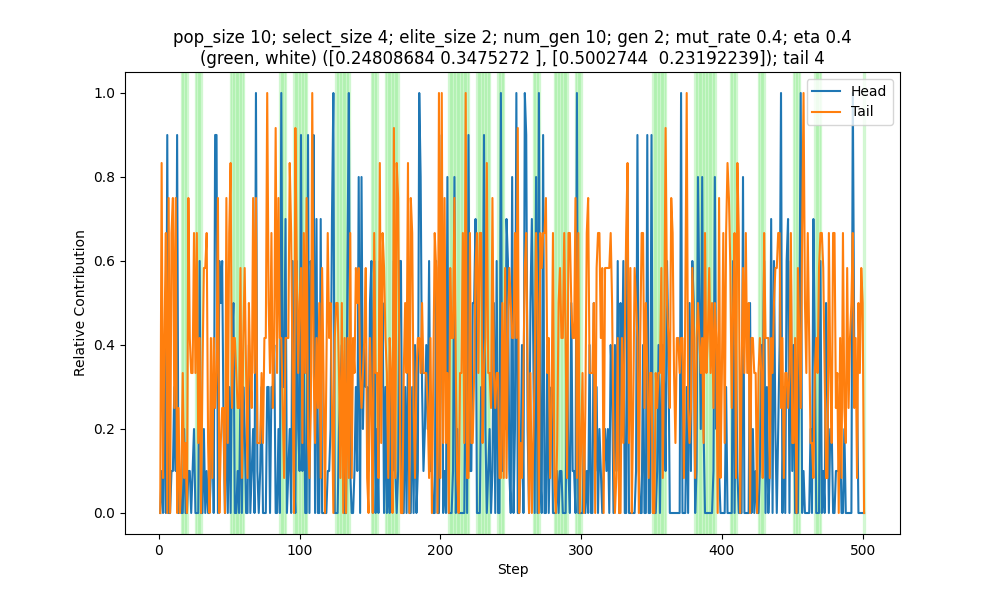 pop_size 10; select_size 4; elite_size 2; num_gen 10; gen 2; mut_rate 0.4; eta 0.4
(green, white) ([0.24808684 0.3475272 ], [0.5002744  0.23192239]); tail 4
Head
Tail
1.0
0.8
0.6
0.4
0.2
0.0
Relative Contribution
0
100
200
300
400
500
Step